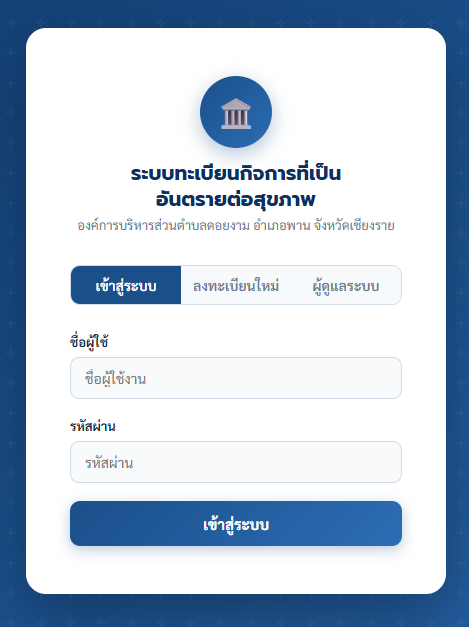 ระบบทะเบียนกิจการที่เป็น
อันตรายต่อสุขภาพ
องค์การบริหารส่วนตำบลดอยงาม อำเภอพาน จังหวัดเชียงราย
เข้าสู่ระบบ ลงทะเบียนใหม่ ผู้ดูแลระบบ
ชื่อผู้ใช้
ชื่อผู้ใช้งาน
รหัสผ่าน
รหัสผ่าน
เข้าสู่ระบบ